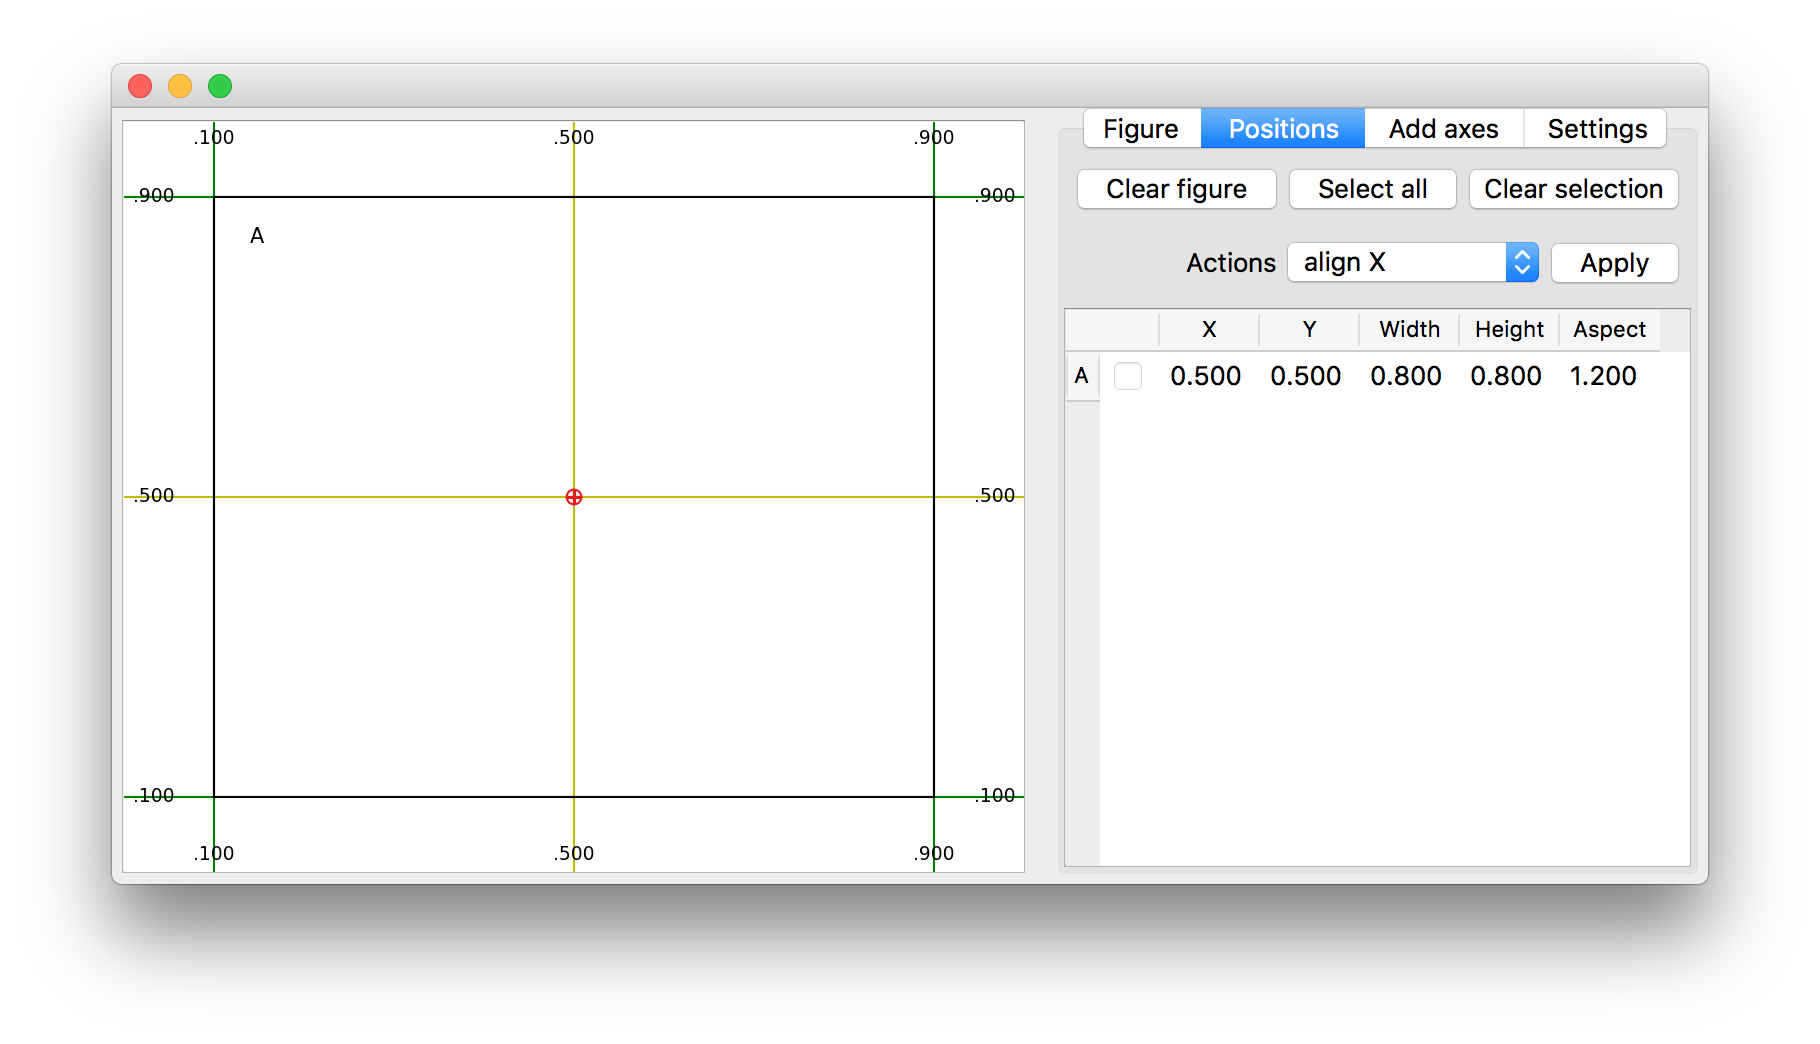 .100 .500 .900
.900 .900
A
.500 .500
.100 .100
.100 .500 .900
Figure Positions Add axes Settings
Clear figure Select all Clear selection
Actions align X Apply
X Y Width Height Aspect
A 0.500 0.500 0.800 0.800 1.200